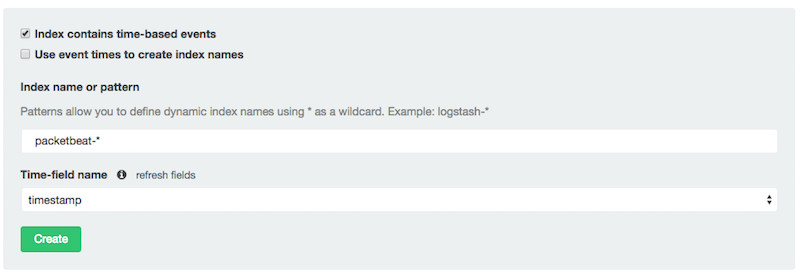 Index contains time-based events
Use event times to create index names
Index name or pattern
Patterns allow you to define dynamic index names using * as a wildcard. Example: logstash-*
packetbeat-*
Time-field name refresh fields
timestamp
Create